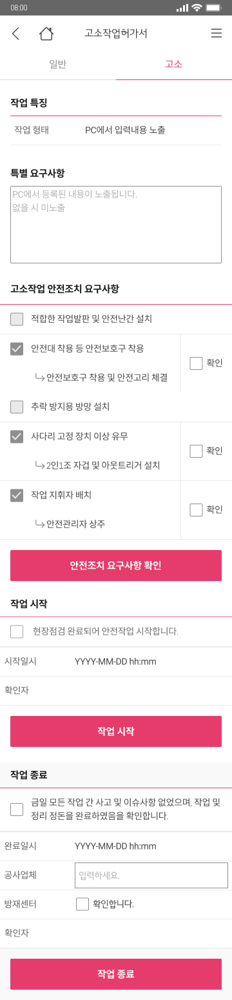 08:00
고소작업허가서
일반 고소
작업 특징
작업 형태 PC에서 입력내용 노출
특별 요구사항
PC에서 등록된 내용이 노출됩니다.
없을 시 미노출
고소작업 안전조치 요구사항
적합한 작업발판 및 안전난간 설치
안전대 착용 등 안전보호구 착용
확인
안전보호구 착용 및 안전고리 체결
추락 방지용 방망 설치
사다리 고정 장치 이상 유무
확인
2인1조 자겁 및 아웃트리거 설치
작업 지휘자 배치
확인
안전관리자 상주
안전조치 요구사항 확인
작업 시작
현장점검 완료되어 안전작업 시작합니다.
시작일시 YYYY-MM-DD hh:mm
확인자
작업 시작
작업 종료
금일 모든 작업 간 사고 및 이슈사항 없었으며, 작업 및
정리 정돈을 완료하였음을 확인합니다.
완료일시 YYYY-MM-DD hh:mm
공사업체 입력하세요.
방재센터 확인합니다.
확인자
작업 종료